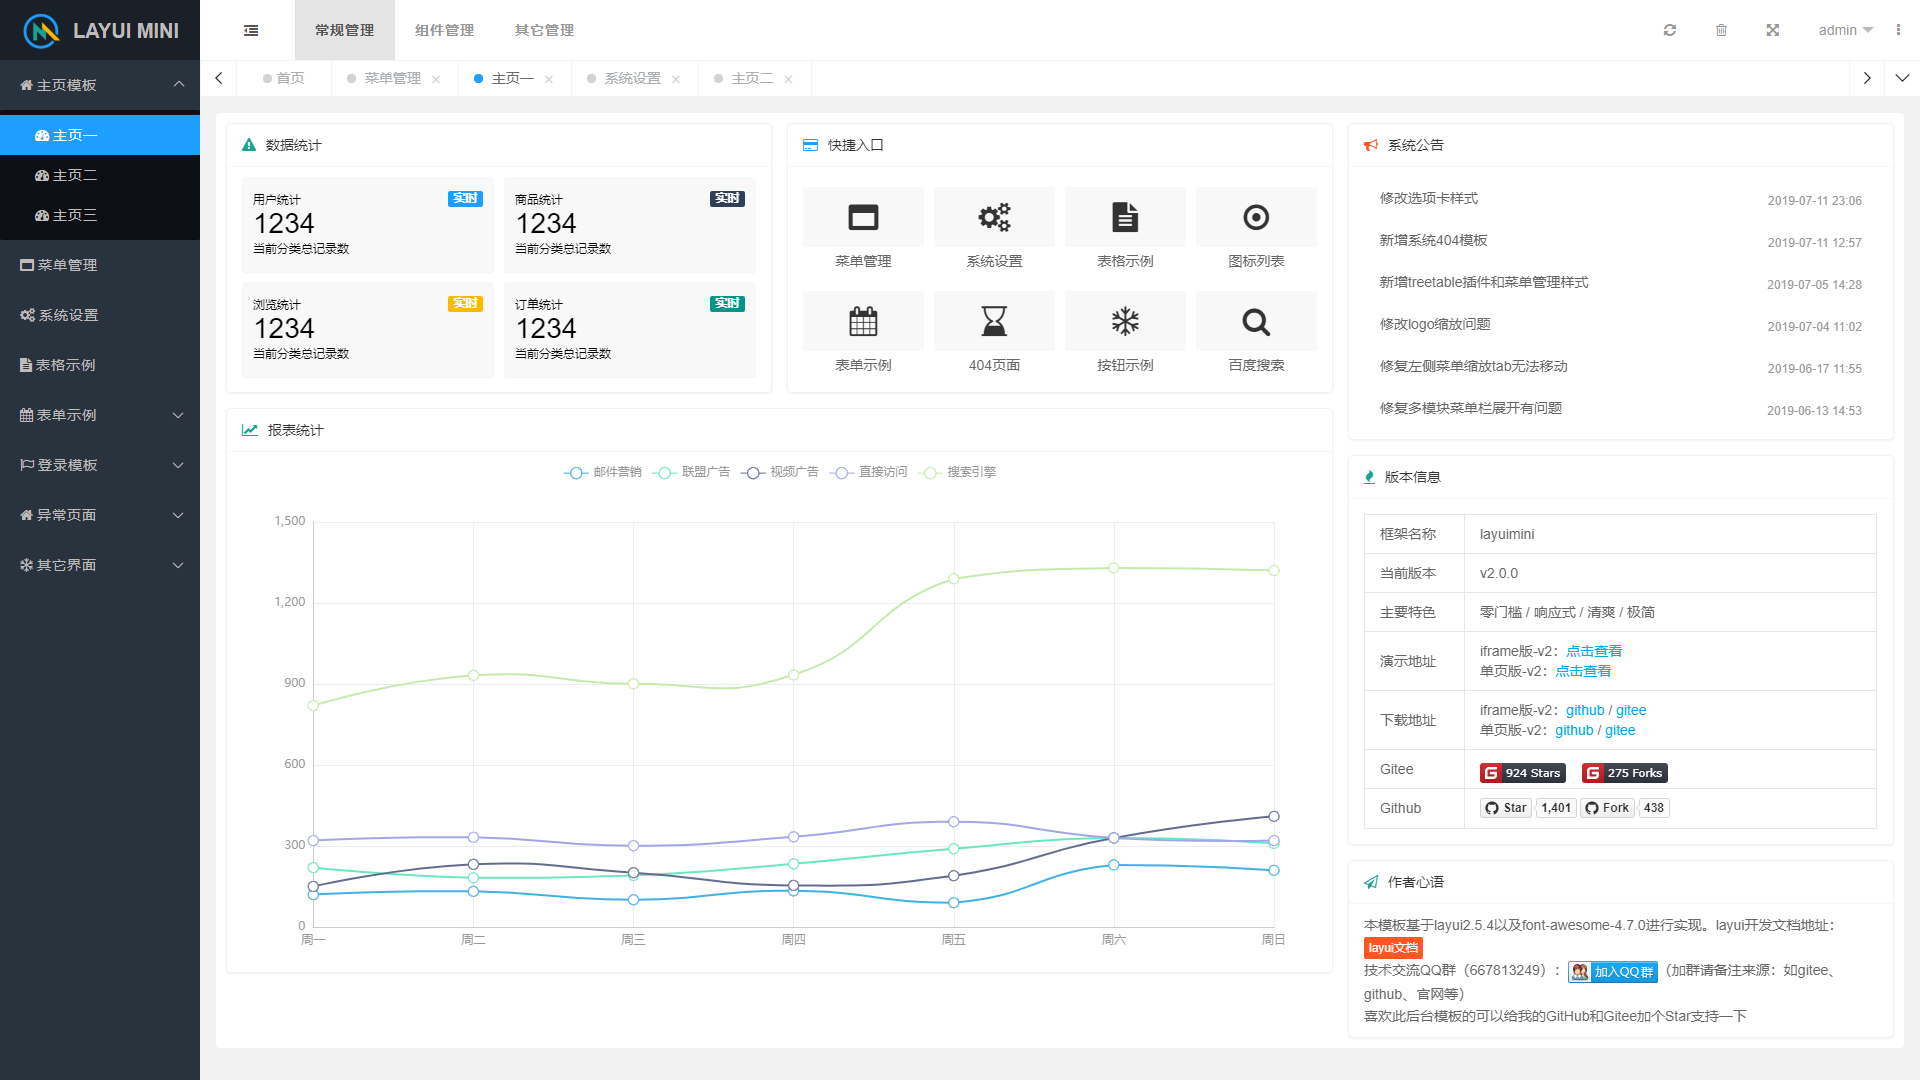 LAYUI MINI
常规管理
组件管理
其它管理
admin
首页
菜单管理
主页一
系统设置
主页二
主页模板
主页一
主页二
主页三
菜单管理
系统设置
表格示例
表单示例
登录模板
异常页面
其它界面
数据统计
用户统计 实时
1234
当前分类总记录数
商品统计 实时
1234
当前分类总记录数
浏览统计 实时
1234
当前分类总记录数
订单统计 实时
1234
当前分类总记录数
快捷入口
菜单管理
系统设置
表格示例
图标列表
表单示例
404页面
按钮示例
百度搜索
报表统计
邮件营销 联盟广告 视频广告 直接访问 搜索引擎
1,500
1,200
900
600
300
0
周一 周二 周三 周四 周五 周六 周日
系统公告
修改选项卡样式 2019-07-11 23:06
新增系统404模板 2019-07-11 12:57
新增treetable插件和菜单管理样式 2019-07-05 14:28
修改logo缩放问题 2019-07-04 11:02
修复左侧菜单缩放tab无法移动 2019-06-17 11:55
修复多模块菜单栏展开有问题 2019-06-13 14:53
版本信息
框架名称 layuimini
当前版本 v2.0.0
主要特色 零门槛 / 响应式 / 清爽 / 极简
演示地址
iframe版-v2：点击查看
单页版-v2：点击查看
下载地址
iframe版-v2：github / gitee
单页版-v2：github / gitee
Gitee 924 Stars 275 Forks
Github Star 1,401 Fork 438
作者心语
本模板基于layui2.5.4以及font-awesome-4.7.0进行实现。layui开发文档地址：
layui文档
技术交流QQ群（667813249）： 加入QQ群（加群请备注来源：如gitee、
github、官网等）
喜欢此后台模板的可以给我的GitHub和Gitee加个Star支持一下